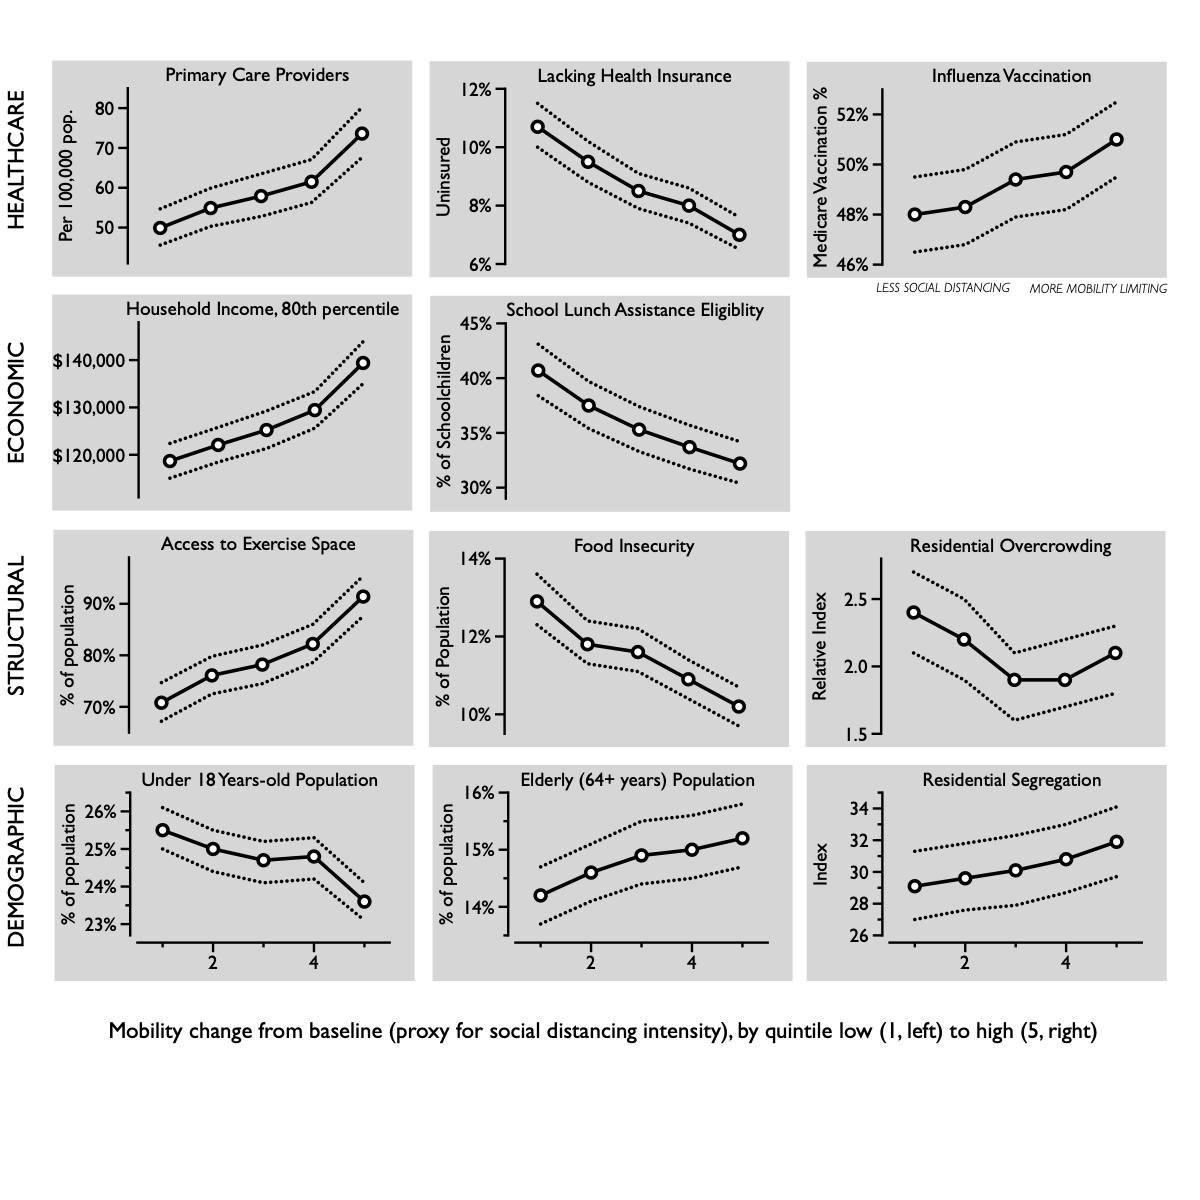 HEALTHCARE
Primary Care Providers
Per 100,000 pop.
80
70
60
50
Lacking Health Insurance
Uninsured
12%
10%
8%
6%
Influenza Vaccination
Medicare Vaccination %
52%
50%
48%
46%
LESS SOCIAL DISTANCING MORE MOBILITY LIMITING
ECONOMIC
Household Income, 80th percentile
$140,000
$130,000
$120,000
School Lunch Assistance Eligiblity
% of Schoolchildren
45%
40%
35%
30%
STRUCTURAL
Access to Exercise Space
% of population
90%
80%
70%
Food Insecurity
% of Population
14%
12%
10%
Residential Overcrowding
Relative Index
2.5
2.0
1.5
DEMOGRAPHIC
Under 18 Years-old Population
% of population
26%
25%
24%
23%
2 4
Elderly (64+ years) Population
% of population
16%
15%
14%
2 4
Residential Segregation
Index
34
32
30
28
26
2 4
Mobility change from baseline (proxy for social distancing intensity), by quintile low (1, left) to high (5, right)